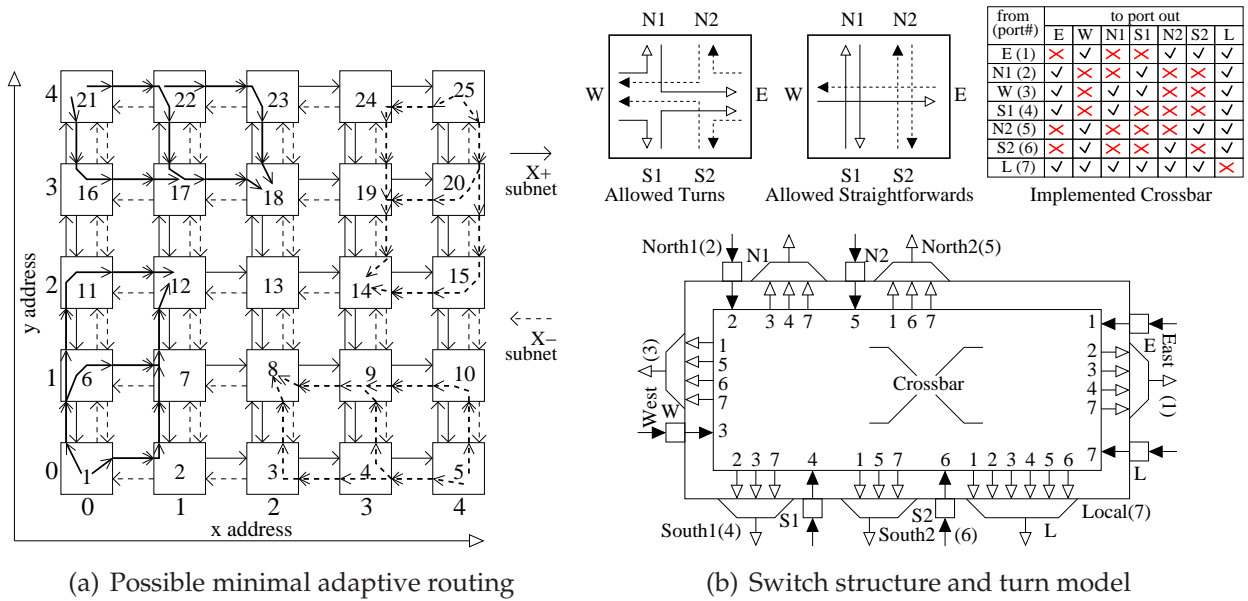 4 21 22 23 24 25
3 16 17 18 19 20
2 11 12 13 14 15
1 6 7 8 9 10
0 1 2 3 4 5
0 1 2 3 4
y address
x address
X+
subnet
X−
subnet
(a) Possible minimal adaptive routing
N1 N2
W E
S1 S2
Allowed Turns
N1 N2
W E
S1 S2
Allowed Straightforwards
from
(port#)
to port out
E W N1 S1 N2 S2 L
E (1)
N1 (2)
W (3)
S1 (4)
N2 (5)
S2 (6)
L (7)
Implemented Crossbar
North1(2) N1 N2 North2(5)
2 3 4 7 5 1 6 7 1
E
East
(1)
2
3
4
7
(3)
West
W
1
5
6
7
3
Crossbar
7
L
2 3 7 4 1 5 7 6 1 2 3 4 5 6
South1(4) S1 South2 S2 (6) L Local(7)
(b) Switch structure and turn model